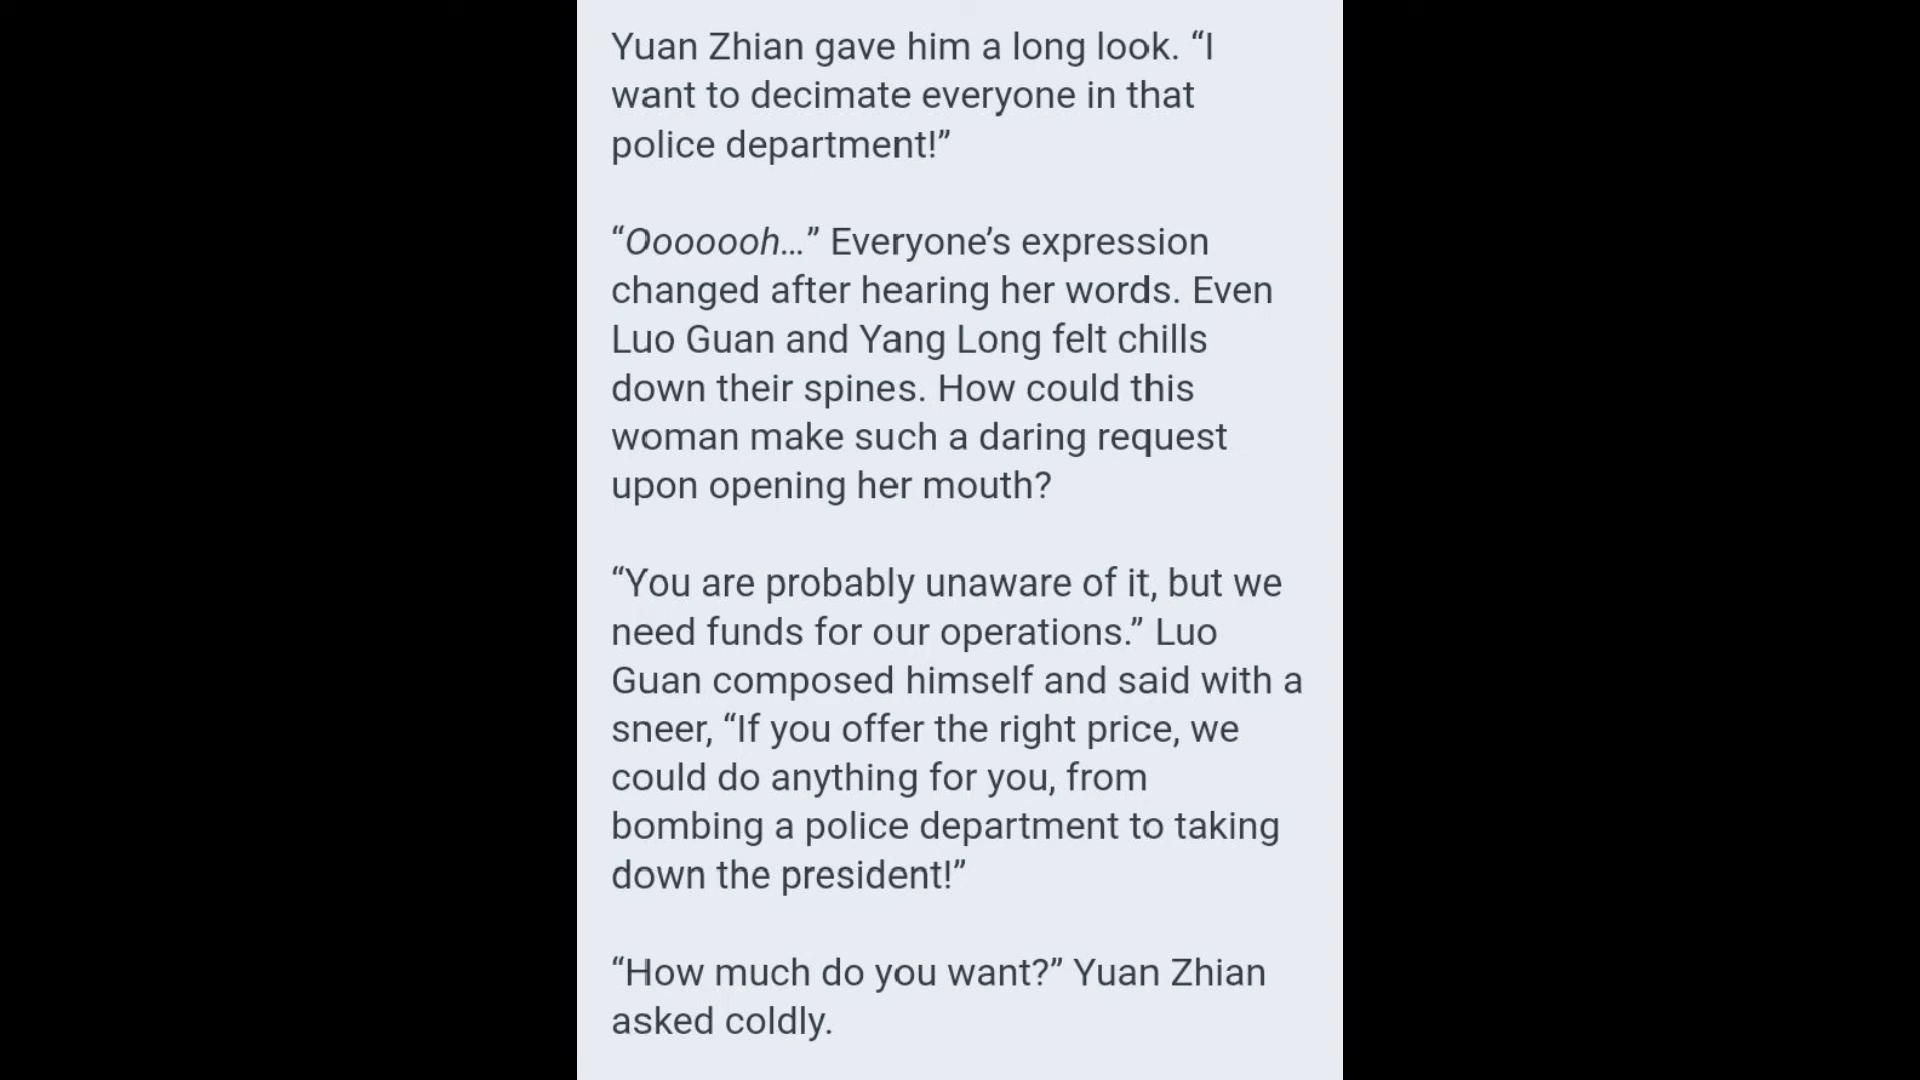 Yuan Zhian gave him a long look. “I
want to decimate everyone in that
police department!”
“Ooooooh…” Everyone’s expression
changed after hearing her words. Even
Luo Guan and Yang Long felt chills
down their spines. How could this
woman make such a daring request
upon opening her mouth?
“You are probably unaware of it, but we
need funds for our operations.” Luo
Guan composed himself and said with a
sneer, “If you offer the right price, we
could do anything for you, from
bombing a police department to taking
down the president!”
“How much do you want?” Yuan Zhian
asked coldly.